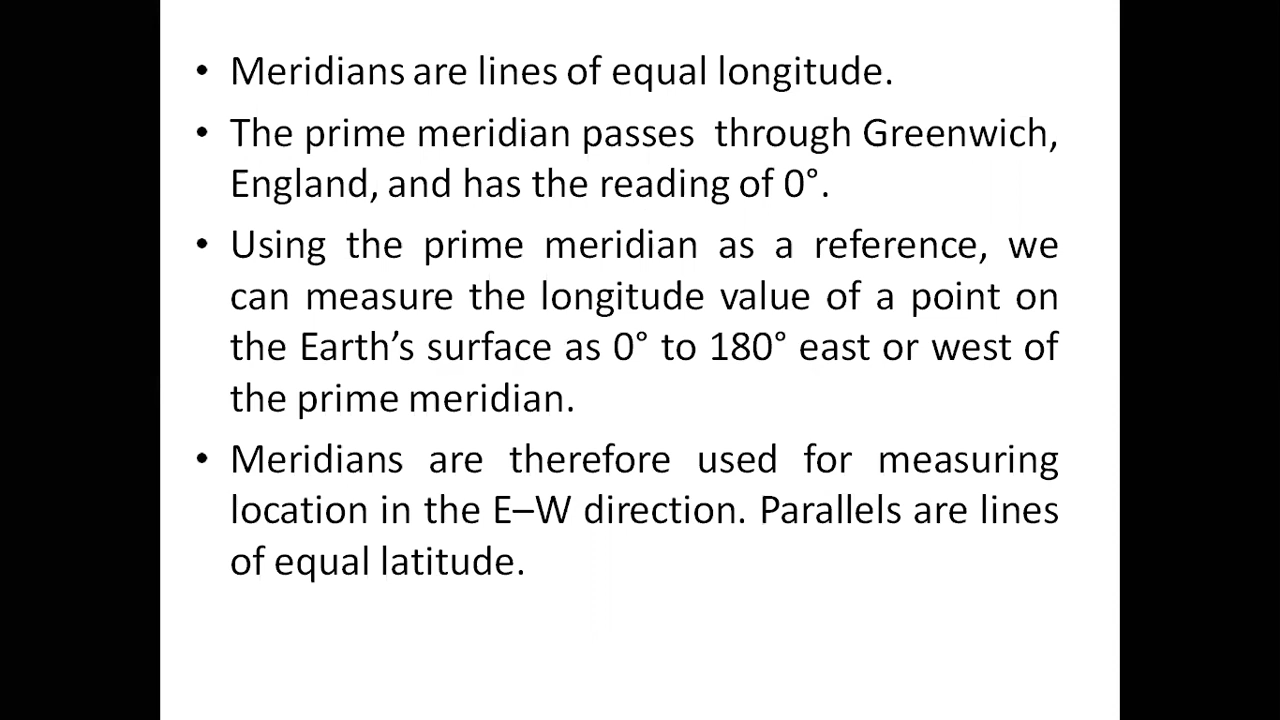 • Meridians are lines of equal longitude.
• The prime meridian passes  through Greenwich,
England, and has the reading of 0°.
• Using the prime meridian as a reference, we
can measure the longitude value of a point on
the Earth’s surface as 0° to 180° east or west of
the prime meridian.
• Meridians are therefore used for measuring
location in the E–W direction. Parallels are lines
of equal latitude.